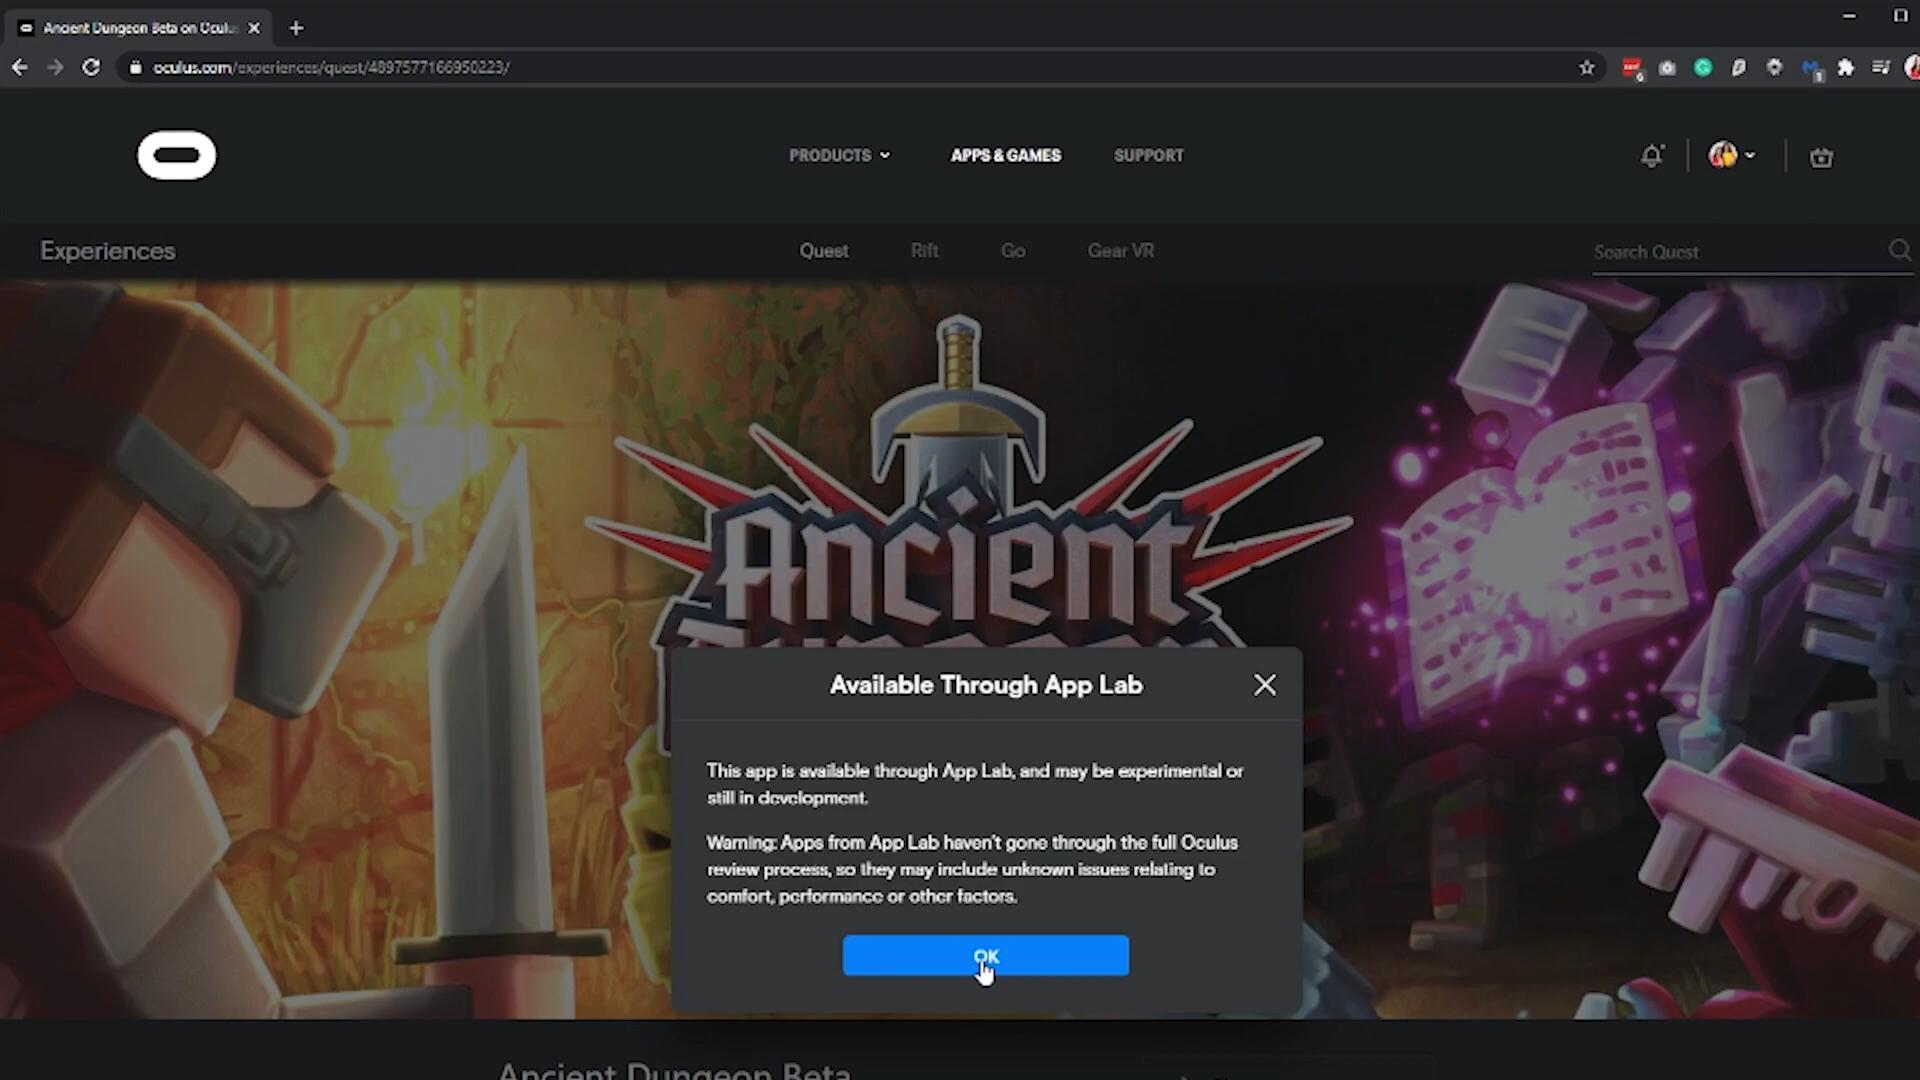 Ancient Dungeon Beta on Oculu
oculus.com/experiences/quest/4897577166950223/
PRODUCTS
APPS & GAMES
SUPPORT
Experiences
Quest
Rift
Go
Gear VR
Search Quest
Ancient
Available Through App Lab
This app is available through App Lab, and may be experimental or
still in development.
Warning: Apps from App Lab haven't gone through the full Oculus
review process, so they may include unknown issues relating to
comfort, performance or other factors.
OK
Ancient Dungeon Beta